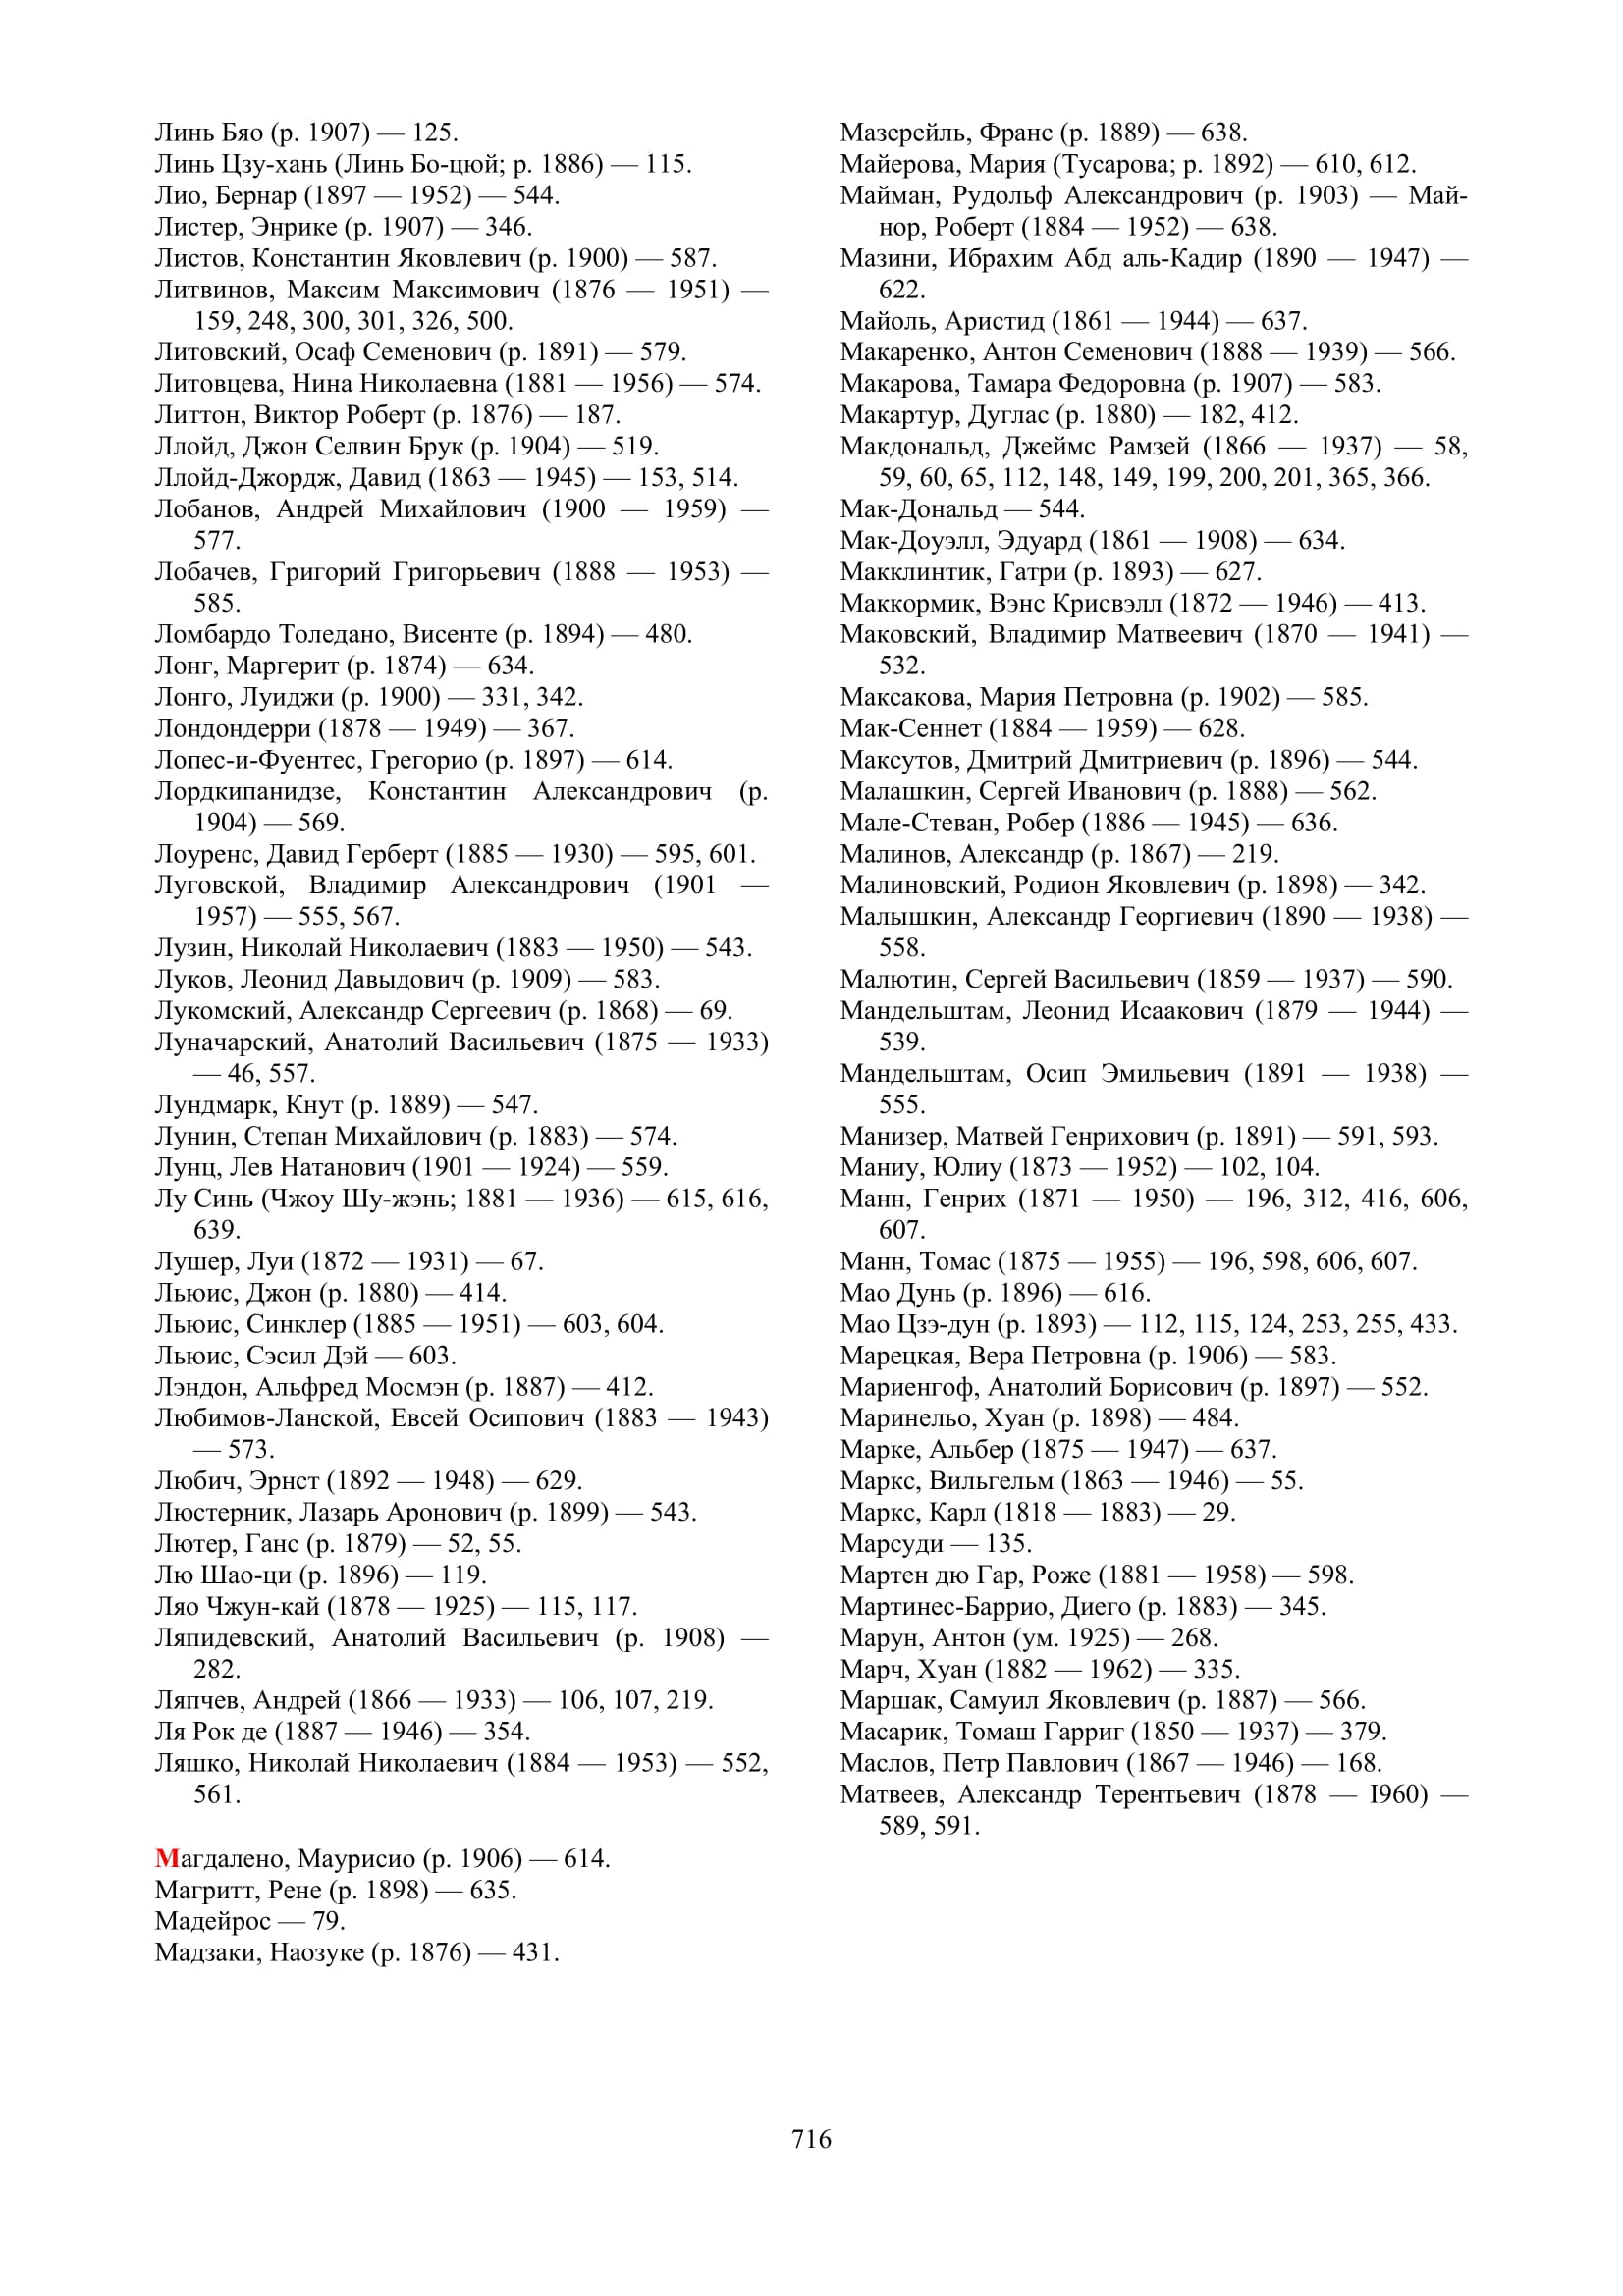 Линь Бяо (р. 1907) — 125.
Линь Цзу-хань (Линь Бо-цюй; р. 1886) — 115.
Лио, Бернар (1897 — 1952) — 544.
Листер, Энрике (р. 1907) — 346.
Листов, Константин Яковлевич (р. 1900) — 587.
Литвинов, Максим Максимович (1876 — 1951) —
159, 248, 300, 301, 326, 500.
Литовский, Осаф Семенович (р. 1891) — 579.
Литовцева, Нина Николаевна (1881 — 1956) — 574.
Литтон, Виктор Роберт (р. 1876) — 187.
Ллойд, Джон Селвин Брук (р. 1904) — 519.
Ллойд-Джордж, Давид (1863 — 1945) — 153, 514.
Лобанов, Андрей Михайлович (1900 — 1959) —
577.
Лобачев, Григорий Григорьевич (1888 — 1953) —
585.
Ломбардо Толедано, Висенте (р. 1894) — 480.
Лонг, Маргерит (р. 1874) — 634.
Лонго, Луиджи (р. 1900) — 331, 342.
Лондондерри (1878 — 1949) — 367.
Лопес-и-Фуентес, Грегорио (р. 1897) — 614.
Лордкипанидзе, Константин Александрович (р.
1904) — 569.
Лоуренс, Давид Герберт (1885 — 1930) — 595, 601.
Луговской, Владимир Александрович (1901 —
1957) — 555, 567.
Лузин, Николай Николаевич (1883 — 1950) — 543.
Луков, Леонид Давыдович (р. 1909) — 583.
Лукомский, Александр Сергеевич (р. 1868) — 69.
Луначарский, Анатолий Васильевич (1875 — 1933)
— 46, 557.
Лундмарк, Кнут (р. 1889) — 547.
Лунин, Степан Михайлович (р. 1883) — 574.
Лунц, Лев Натанович (1901 — 1924) — 559.
Лу Синь (Чжоу Шу-жэнь; 1881 — 1936) — 615, 616,
639.
Лушер, Луи (1872 — 1931) — 67.
Льюис, Джон (р. 1880) — 414.
Льюис, Синклер (1885 — 1951) — 603, 604.
Льюис, Сэсил Дэй — 603.
Лэндон, Альфред Мосмэн (р. 1887) — 412.
Любимов-Ланской, Евсей Осипович (1883 — 1943)
— 573.
Любич, Эрнст (1892 — 1948) — 629.
Люстерник, Лазарь Аронович (р. 1899) — 543.
Лютер, Ганс (р. 1879) — 52, 55.
Лю Шао-ци (р. 1896) — 119.
Ляо Чжун-кай (1878 — 1925) — 115, 117.
Ляпидевский, Анатолий Васильевич (р. 1908) —
282.
Ляпчев, Андрей (1866 — 1933) — 106, 107, 219.
Ля Рок де (1887 — 1946) — 354.
Ляшко, Николай Николаевич (1884 — 1953) — 552,
561.
Магдалено, Маурисио (р. 1906) — 614.
Магритт, Рене (р. 1898) — 635.
Мадейрос — 79.
Мадзаки, Наозуке (р. 1876) — 431.
Мазерейль, Франс (р. 1889) — 638.
Майерова, Мария (Тусарова; р. 1892) — 610, 612.
Майман, Рудольф Александрович (р. 1903) — Май-
нор, Роберт (1884 — 1952) — 638.
Мазини, Ибрахим Абд аль-Кадир (1890 — 1947) —
622.
Майоль, Аристид (1861 — 1944) — 637.
Макаренко, Антон Семенович (1888 — 1939) — 566.
Макарова, Тамара Федоровна (р. 1907) — 583.
Макартур, Дуглас (р. 1880) — 182, 412.
Макдональд, Джеймс Рамзей (1866 — 1937) — 58,
59, 60, 65, 112, 148, 149, 199, 200, 201, 365, 366.
Мак-Дональд — 544.
Мак-Доуэлл, Эдуард (1861 — 1908) — 634.
Макклинтик, Гатри (р. 1893) — 627.
Маккормик, Вэнс Крисвэлл (1872 — 1946) — 413.
Маковский, Владимир Матвеевич (1870 — 1941) —
532.
Максакова, Мария Петровна (р. 1902) — 585.
Мак-Сеннет (1884 — 1959) — 628.
Максутов, Дмитрий Дмитриевич (р. 1896) — 544.
Малашкин, Сергей Иванович (р. 1888) — 562.
Мале-Стеван, Робер (1886 — 1945) — 636.
Малинов, Александр (р. 1867) — 219.
Малиновский, Родион Яковлевич (р. 1898) — 342.
Малышкин, Александр Георгиевич (1890 — 1938) —
558.
Малютин, Сергей Васильевич (1859 — 1937) — 590.
Мандельштам, Леонид Исаакович (1879 — 1944) —
539.
Мандельштам, Осип Эмильевич (1891 — 1938) —
555.
Манизер, Матвей Генрихович (р. 1891) — 591, 593.
Маниу, Юлиу (1873 — 1952) — 102, 104.
Манн, Генрих (1871 — 1950) — 196, 312, 416, 606,
607.
Манн, Томас (1875 — 1955) — 196, 598, 606, 607.
Мао Дунь (р. 1896) — 616.
Мао Цзэ-дун (р. 1893) — 112, 115, 124, 253, 255, 433.
Марецкая, Вера Петровна (р. 1906) — 583.
Мариенгоф, Анатолий Борисович (р. 1897) — 552.
Маринельо, Хуан (р. 1898) — 484.
Марке, Альбер (1875 — 1947) — 637.
Маркс, Вильгельм (1863 — 1946) — 55.
Маркс, Карл (1818 — 1883) — 29.
Марсуди — 135.
Мартен дю Гар, Роже (1881 — 1958) — 598.
Мартинес-Баррио, Диего (р. 1883) — 345.
Марун, Антон (ум. 1925) — 268.
Марч, Хуан (1882 — 1962) — 335.
Маршак, Самуил Яковлевич (р. 1887) — 566.
Масарик, Томаш Гарриг (1850 — 1937) — 379.
Маслов, Петр Павлович (1867 — 1946) — 168.
Матвеев, Александр Терентьевич (1878 — I960) —
589, 591.
716